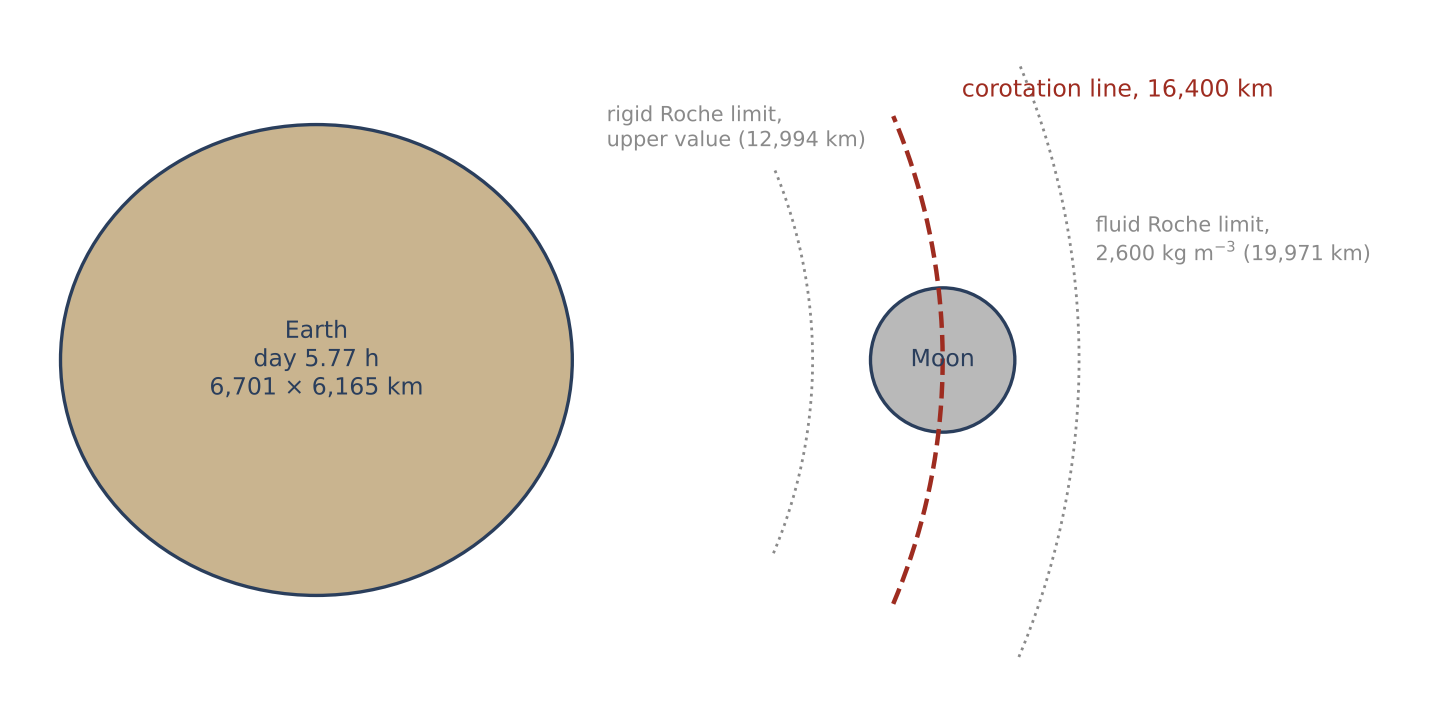 corotation line, 16,400 km
rigid Roche limit,
upper value (12,994 km)
fluid Roche limit,
2,600 kg m⁻³ (19,971 km)
Earth
day 5.77 h
6,701 × 6,165 km
Moon